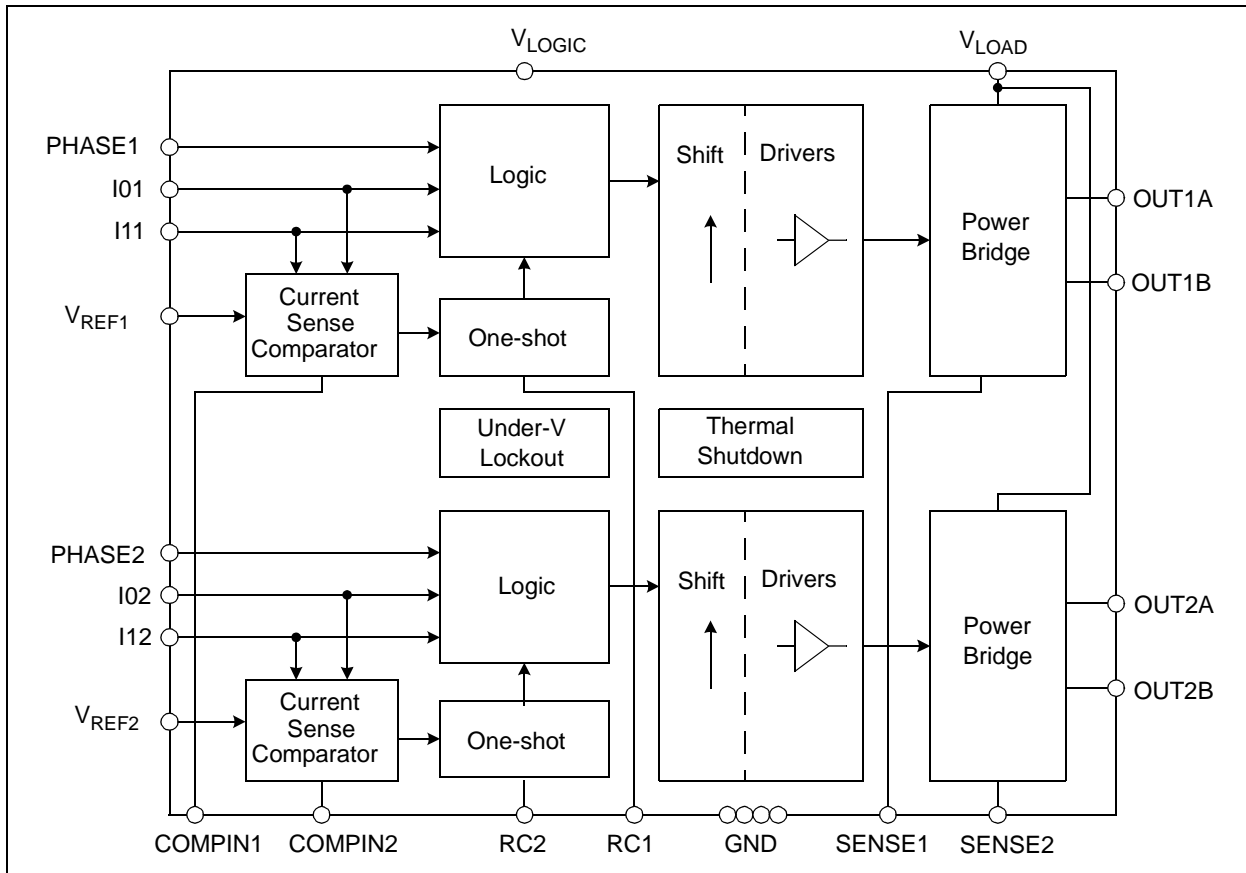 VLOGIC
VLOAD
PHASE1
I01
I11
VREF1
Logic
Shift
Drivers
Power
Bridge
OUT1A
OUT1B
Current
Sense
Comparator
One-shot
Under-V
Lockout
Thermal
Shutdown
PHASE2
I02
I12
VREF2
Logic
Shift
Drivers
Power
Bridge
OUT2A
OUT2B
Current
Sense
Comparator
One-shot
COMPIN1
COMPIN2
RC2
RC1
GND
SENSE1
SENSE2